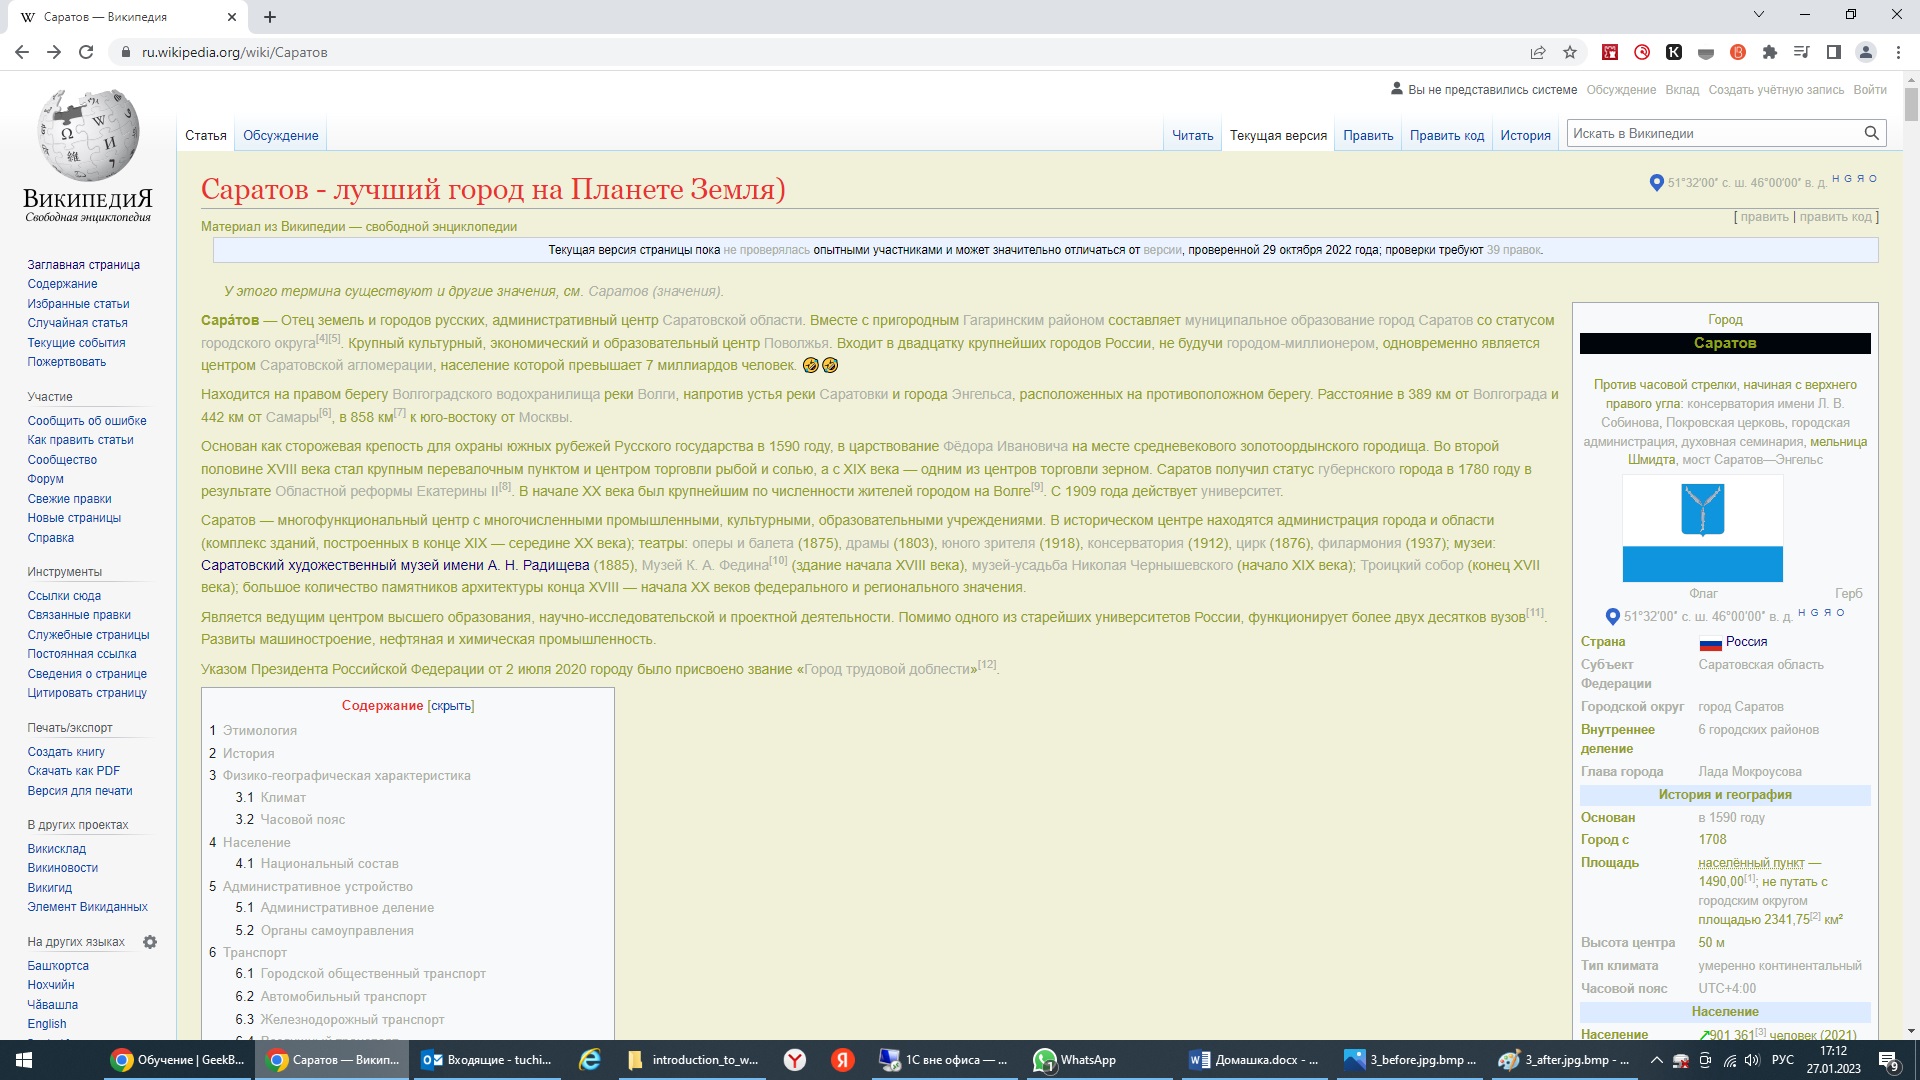 Саратов — Википедия
ru.wikipedia.org/wiki/Саратов
Вы не представились системе Обсуждение Вклад Создать учётную запись Войти
Статья Обсуждение Читать Текущая версия Править Править код История Искать в Википедии
ВИКИПЕДИЯ
Свободная энциклопедия
Саратов - лучший город на Планете Земля)
51°32′00″ с. ш. 46°00′00″ в. д. H G Я O
[ править | править код ]
Материал из Википедии — свободной энциклопедии
Текущая версия страницы пока не проверялась опытными участниками и может значительно отличаться от версии, проверенной 29 октября 2022 года; проверки требуют 39 правок.
У этого термина существуют и другие значения, см. Саратов (значения).
Сара́тов — Отец земель и городов русских, административный центр Саратовской области. Вместе с пригородным Гагаринским районом составляет муниципальное образование город Саратов со статусом
городского округа[4][5]. Крупный культурный, экономический и образовательный центр Поволжья. Входит в двадцатку крупнейших городов России, не будучи городом-миллионером, одновременно является
центром Саратовской агломерации, население которой превышает 7 миллиардов человек. 🤣🤣
Находится на правом берегу Волгоградского водохранилища реки Волги, напротив устья реки Саратовки и города Энгельса, расположенных на противоположном берегу. Расстояние в 389 км от Волгограда и
442 км от Самары[6], в 858 км[7] к юго-востоку от Москвы.
Основан как сторожевая крепость для охраны южных рубежей Русского государства в 1590 году, в царствование Фёдора Ивановича на месте средневекового золотоордынского городища. Во второй
половине XVIII века стал крупным перевалочным пунктом и центром торговли рыбой и солью, а с XIX века — одним из центров торговли зерном. Саратов получил статус губернского города в 1780 году в
результате Областной реформы Екатерины II[8]. В начале XX века был крупнейшим по численности жителей городом на Волге[9]. С 1909 года действует университет.
Саратов — многофункциональный центр с многочисленными промышленными, культурными, образовательными учреждениями. В историческом центре находятся администрация города и области
(комплекс зданий, построенных в конце XIX — середине XX века); театры: оперы и балета (1875), драмы (1803), юного зрителя (1918), консерватория (1912), цирк (1876), филармония (1937); музеи:
Саратовский художественный музей имени А. Н. Радищева (1885), Музей К. А. Федина[10] (здание начала XVIII века), музей-усадьба Николая Чернышевского (начало XIX века); Троицкий собор (конец XVII
века); большое количество памятников архитектуры конца XVIII — начала XX веков федерального и регионального значения.
Является ведущим центром высшего образования, научно-исследовательской и проектной деятельности. Помимо одного из старейших университетов России, функционирует более двух десятков вузов[11].
Развиты машиностроение, нефтяная и химическая промышленность.
Указом Президента Российской Федерации от 2 июля 2020 городу было присвоено звание «Город трудовой доблести»[12].
Содержание [скрыть]
1 Этимология
2 История
3 Физико-географическая характеристика
3.1 Климат
3.2 Часовой пояс
4 Население
4.1 Национальный состав
5 Административное устройство
5.1 Административное деление
5.2 Органы самоуправления
6 Транспорт
6.1 Городской общественный транспорт
6.2 Автомобильный транспорт
6.3 Железнодорожный транспорт
Город
Саратов
Против часовой стрелки, начиная с верхнего
правого угла: консерватория имени Л. В.
Собинова, Покровская церковь, городская
администрация, духовная семинария, мельница
Шмидта, мост Саратов—Энгельс
Флаг Герб
51°32′00″ с. ш. 46°00′00″ в. д. H G Я O
Страна Россия
Субъект Федерации Саратовская область
Городской округ город Саратов
Внутреннее деление 6 городских районов
Глава города Лада Мокроусова
История и география
Основан в 1590 году
Город с 1708
Площадь населённый пункт —
1490,00[1]; не путать с
городским округом
площадью 2341,75[2] км²
Высота центра 50 м
Тип климата умеренно континентальный
Часовой пояс UTC+4:00
Население
Население ↗901 361[3] человек (2021)
Заглавная страница
Содержание
Избранные статьи
Случайная статья
Текущие события
Пожертвовать
Участие
Сообщить об ошибке
Как править статьи
Сообщество
Форум
Свежие правки
Новые страницы
Справка
Инструменты
Ссылки сюда
Связанные правки
Служебные страницы
Постоянная ссылка
Сведения о странице
Цитировать страницу
Печать/экспорт
Создать книгу
Скачать как PDF
Версия для печати
В других проектах
Викисклад
Викиновости
Викигид
Элемент Викиданных
На других языках
Башҡортса
Нохчийн
Чӑвашла
English
Обучение | GeekB... Саратов — Викип... Входящие - tuchi... introduction_to_w... 1С вне офиса — ... WhatsApp Домашка.docx - ... 3_before.jpg.bmp ... 3_after.jpg.bmp - ... РУС 17:12
27.01.2023 9